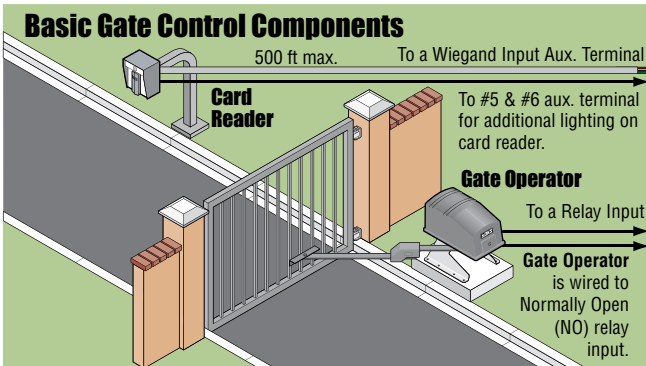 Basic Gate Control Components
500 ft max.
To a Wiegand Input Aux. Terminal
Card
Reader
To #5 & #6 aux. terminal
for additional lighting on
card reader.
Gate Operator
To a Relay Input
Gate Operator
is wired to
Normally Open
(NO) relay
input.